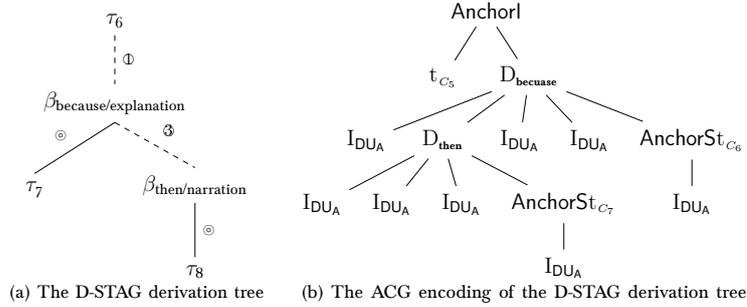 τ6
①
βbecause/explanation
◎
③
τ7
βthen/narration
◎
τ8
(a) The D-STAG derivation tree
AnchorI
tC5 Dbecuase
IDUA Dthen IDUA IDUA AnchorStC6
IDUA IDUA IDUA AnchorStC7 IDUA
IDUA
(b) The ACG encoding of the D-STAG derivation tree